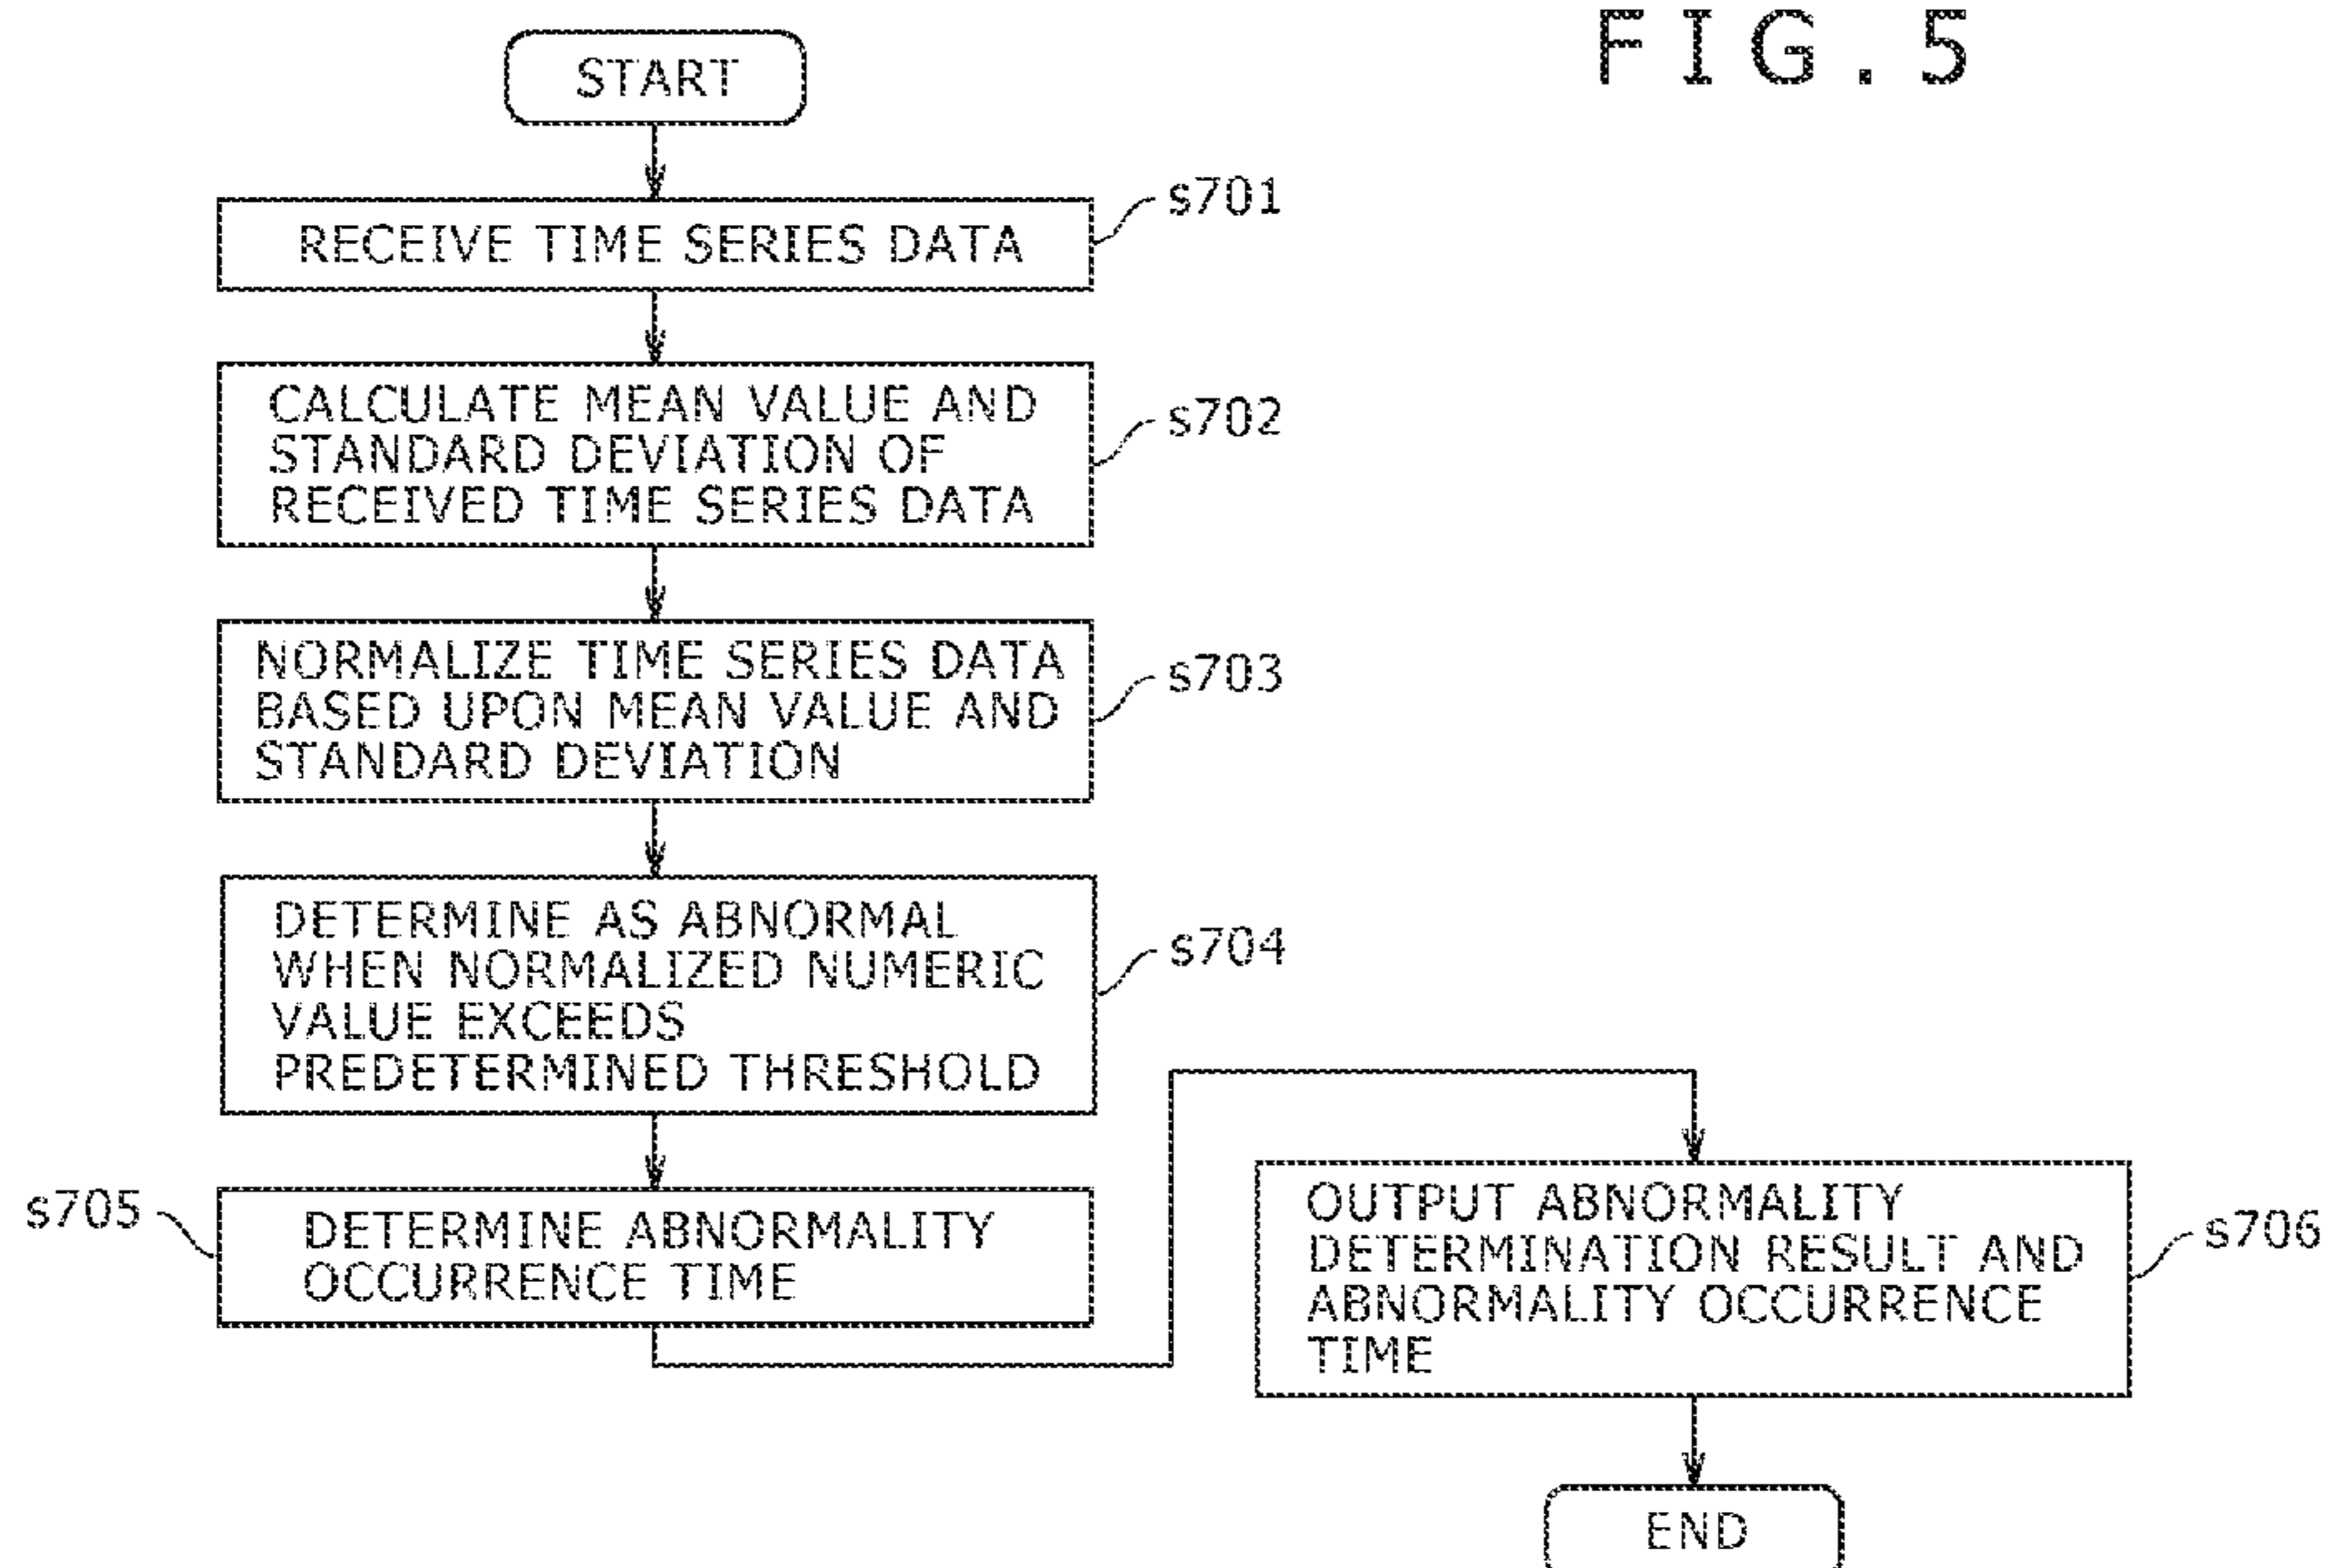 FIG.5
START
RECEIVE TIME SERIES DATA
s701
CALCULATE MEAN VALUE AND
STANDARD DEVIATION OF
RECEIVED TIME SERIES DATA
s702
NORMALIZE TIME SERIES DATA
BASED UPON MEAN VALUE AND
STANDARD DEVIATION
s703
DETERMINE AS ABNORMAL
WHEN NORMALIZED NUMERIC
VALUE EXCEEDS
PREDETERMINED THRESHOLD
s704
s705
DETERMINE ABNORMALITY
OCCURRENCE TIME
OUTPUT ABNORMALITY
DETERMINATION RESULT AND
ABNORMALITY OCCURRENCE
TIME
s706
END